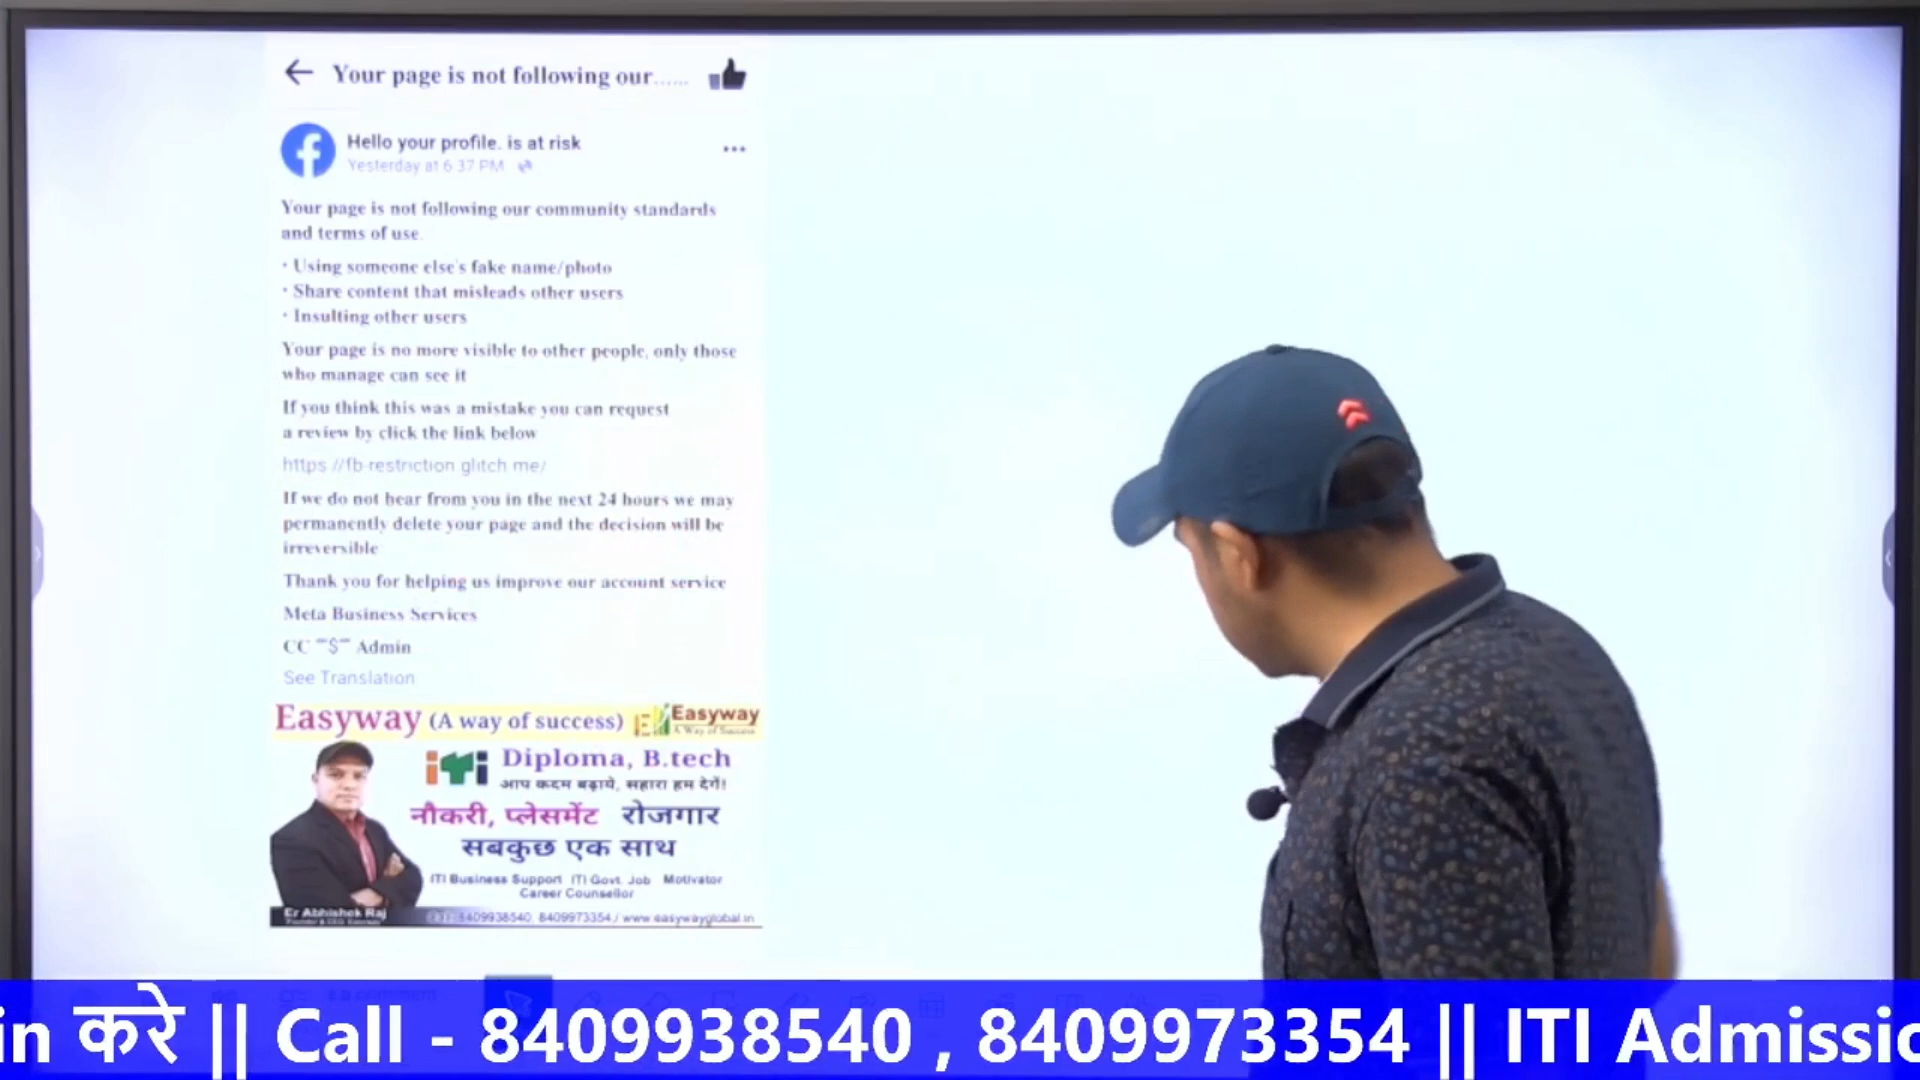 Your page is not following our......
Hello your profile. is at risk
Yesterday at 6:37 PM
Your page is not following our community standards
and terms of use.
• Using someone else's fake name/photo
• Share content that misleads other users
• Insulting other users
Your page is no more visible to other people, only those
who manage can see it
If you think this was a mistake you can request
a review by click the link below
https://fb-restriction.glitch.me/
If we do not hear from you in the next 24 hours we may
permanently delete your page and the decision will be
irreversible
Thank you for helping us improve our account service
Meta Business Services
CC "$" Admin
See Translation
Easyway (A way of success) Easyway
A Way of Success
iTi Diploma, B.tech
आप कदम बढ़ाये, सहारा हम देगें!
नौकरी, प्लेसमेंट रोजगार
सबकुछ एक साथ
ITI Business Support ITI Govt. Job Motivator
Career Counsellor
Er Abhishek Raj
8409938540, 8409973354 / www.easywayglobal.in
in करे || Call - 8409938540 , 8409973354 || ITI Admissio